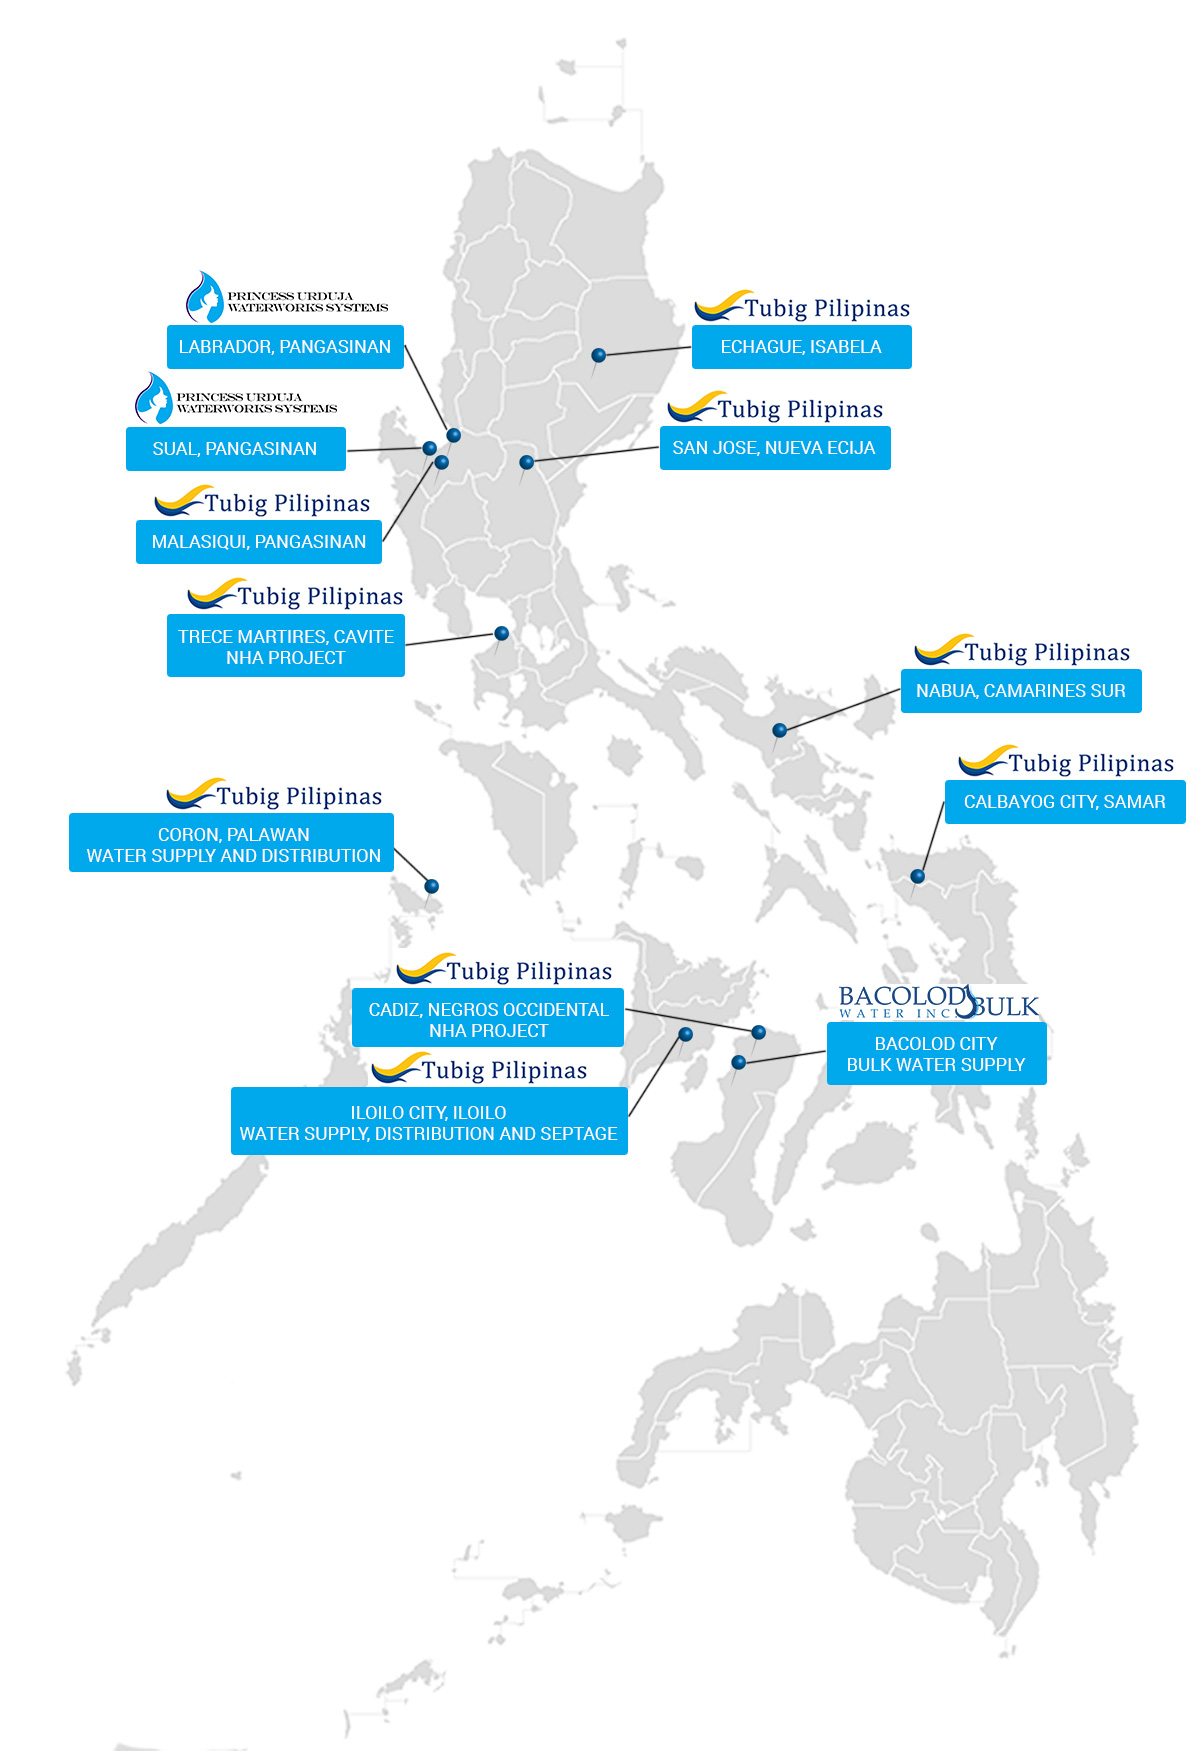 PRINCESS URDUJA
WATERWORKS SYSTEMS
LABRADOR, PANGASINAN
Tubig Pilipinas
ECHAGUE, ISABELA
PRINCESS URDUJA
WATERWORKS SYSTEMS
SUAL, PANGASINAN
Tubig Pilipinas
SAN JOSE, NUEVA ECIJA
Tubig Pilipinas
MALASIQUI, PANGASINAN
Tubig Pilipinas
TRECE MARTIRES, CAVITE
NHA PROJECT
Tubig Pilipinas
NABUA, CAMARINES SUR
Tubig Pilipinas
CALBAYOG CITY, SAMAR
Tubig Pilipinas
CORON, PALAWAN
WATER SUPPLY AND DISTRIBUTION
Tubig Pilipinas
CADIZ, NEGROS OCCIDENTAL
NHA PROJECT
BACOLOD BULK
WATER INC.
BACOLOD CITY
BULK WATER SUPPLY
Tubig Pilipinas
ILOILO CITY, ILOILO
WATER SUPPLY, DISTRIBUTION AND SEPTAGE